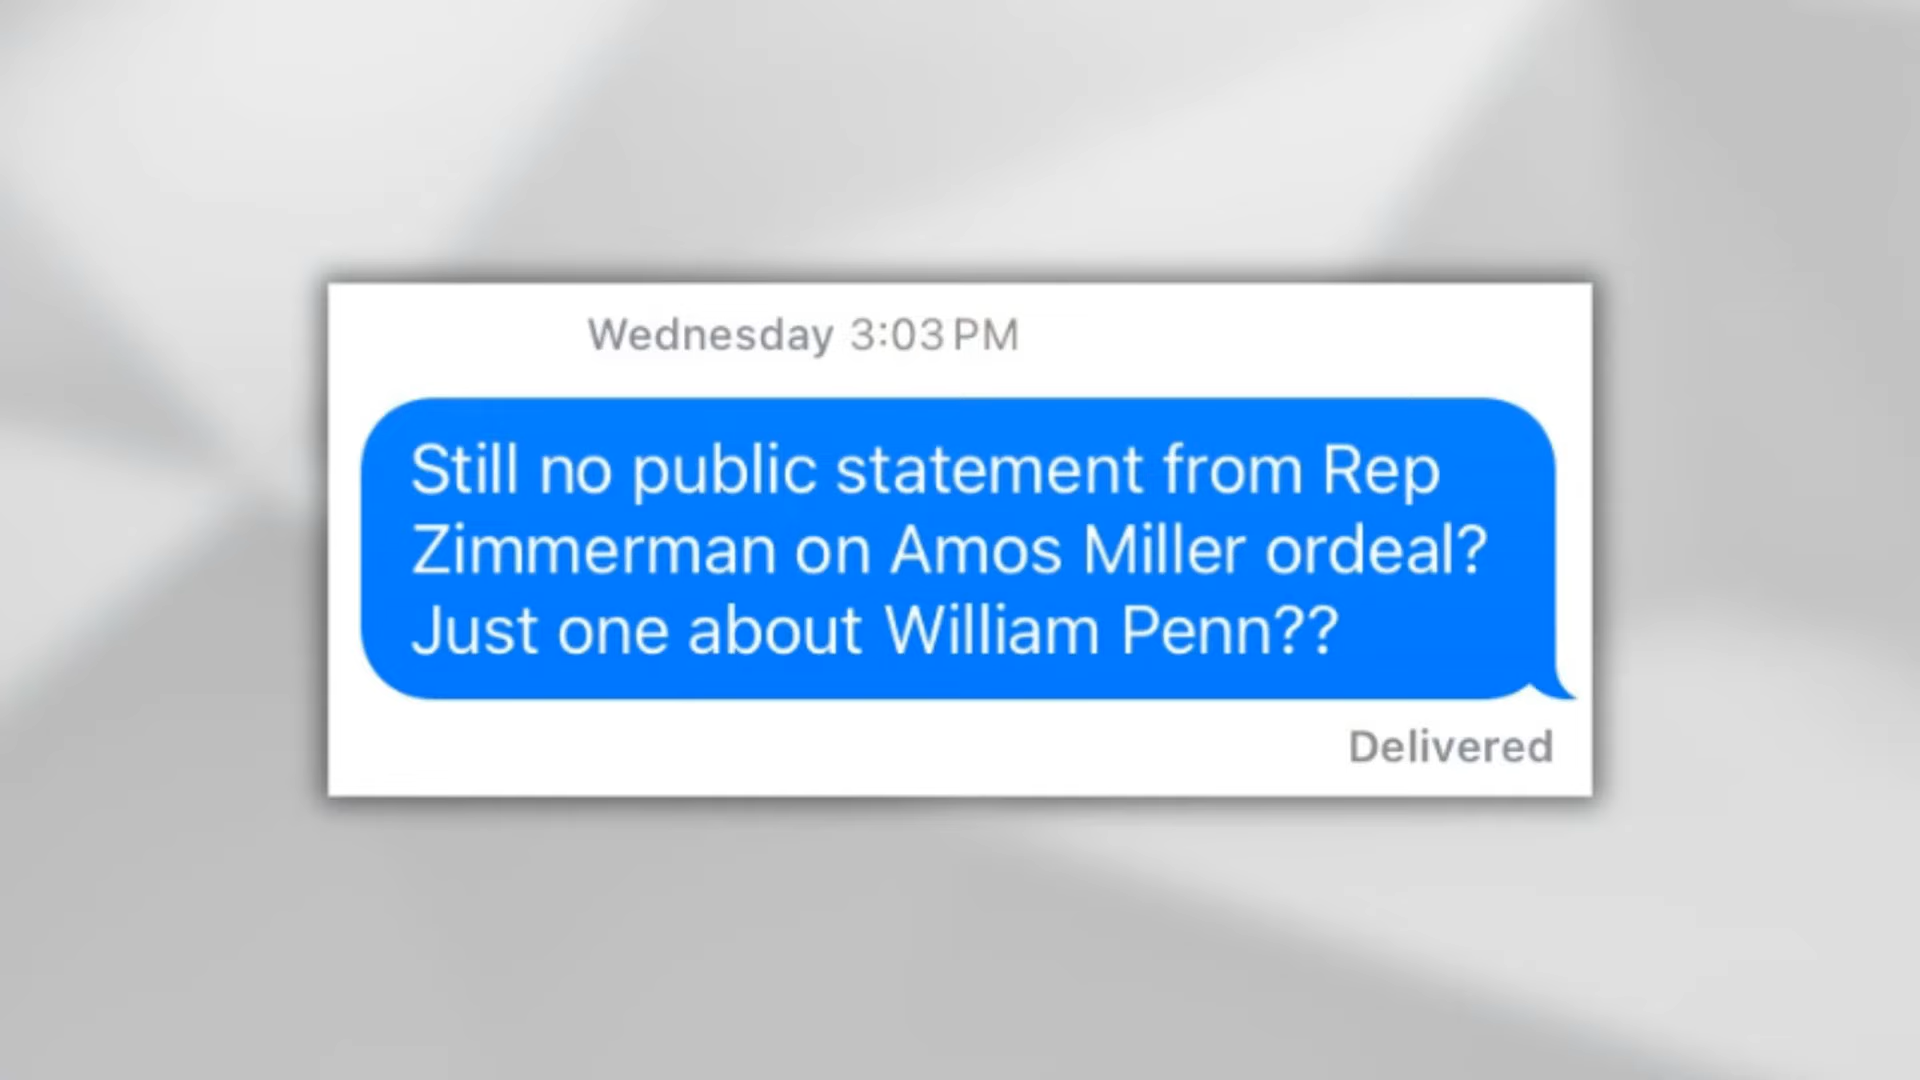 Wednesday 3:03 PM
Still no public statement from Rep
Zimmerman on Amos Miller ordeal?
Just one about William Penn??
Delivered